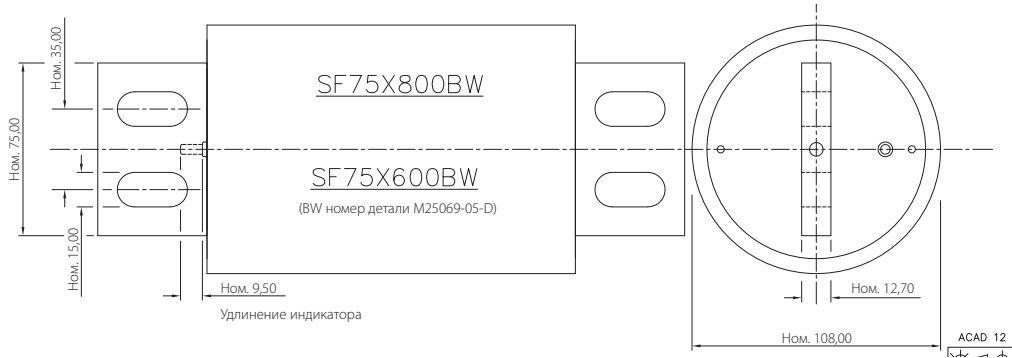 Ном. 35,00
Ном. 75,00
Ном. 15,00
SF75X800BW
SF75X600BW
(BW номер детали M25069-05-D)
Ном. 9,50
Удлинение индикатора
Ном. 12,70
Ном. 108,00
ACAD 12